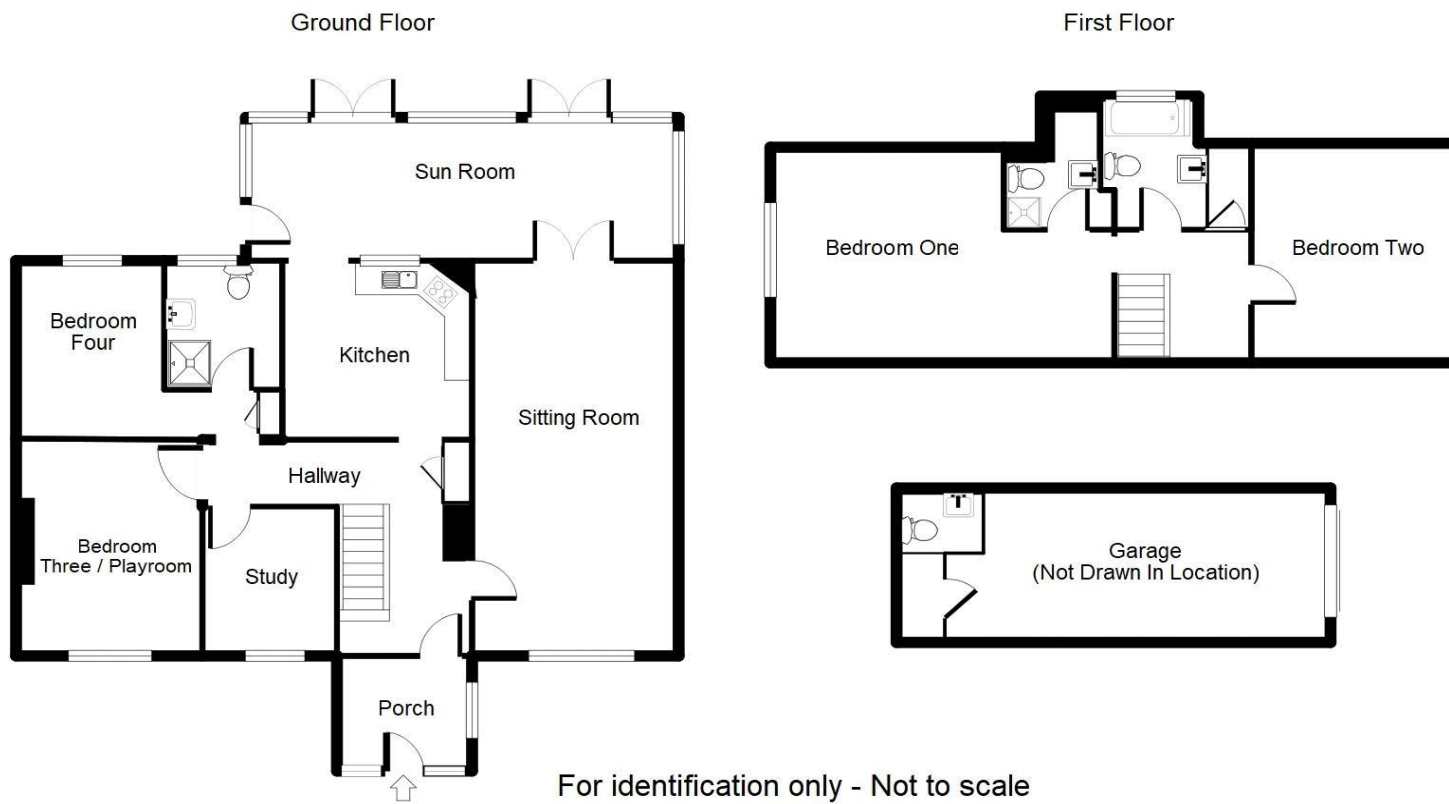 Ground Floor
First Floor
Sun Room
Bedroom One
Bedroom Two
Bedroom
Four
Kitchen
Sitting Room
Hallway
Bedroom
Three / Playroom
Study
Garage
(Not Drawn In Location)
Porch
For identification only - Not to scale